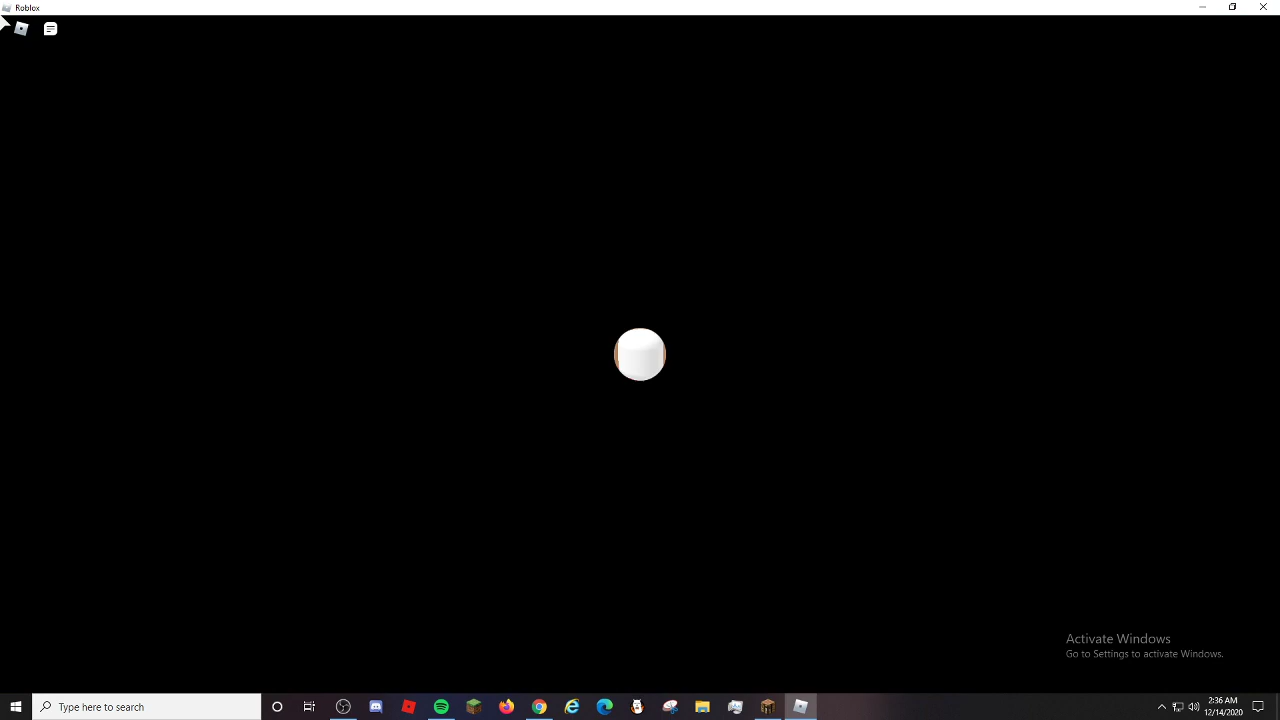 Roblox
Activate Windows
Go to Settings to activate Windows.
Type here to search
2:36 AM
12/14/2020